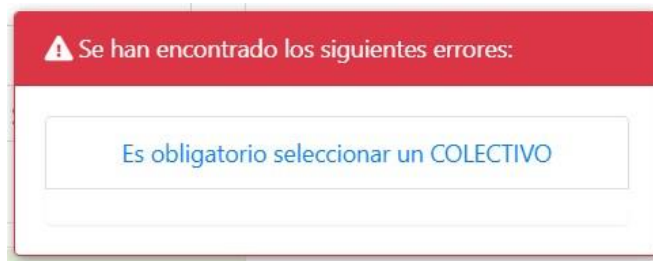 Se han encontrado los siguientes errores:
Es obligatorio seleccionar un COLECTIVO